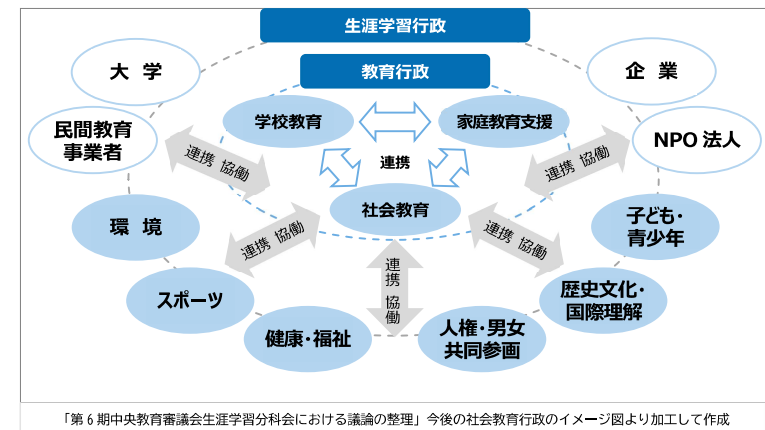 生涯学習行政
教育行政
大 学
企 業
民間教育
事業者
学校教育
家庭教育支援
NPO 法人
連携
連携 協働
連携 協働
社会教育
環 境
子ども・
青少年
連携 協働
連携 協働
連携 協働
スポーツ
歴史文化・
国際理解
健康・福祉
人権・男女
共同参画
「第 6 期中央教育審議会生涯学習分科会における議論の整理」今後の社会教育行政のイメージ図より加工して作成